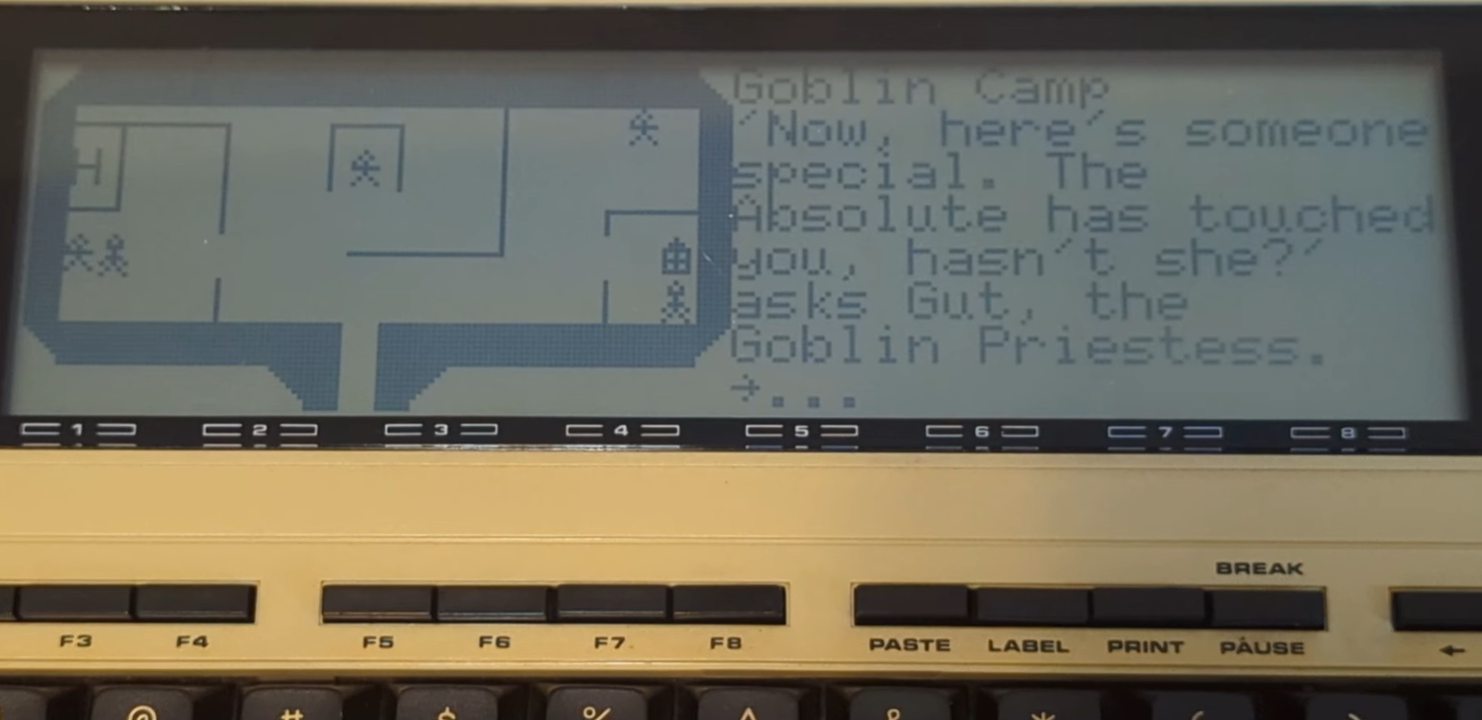 Goblin Camp
'Now, here's someone
special. The
Absolute has touched
you, hasn't she?'
asks Gut, the
Goblin Priestess.
→...
1 2 3 4 5 6 7 8
BREAK
F3 F4 F5 F6 F7 F8 PASTE LABEL PRINT PAUSE ←
@ # $ % ^ & * (